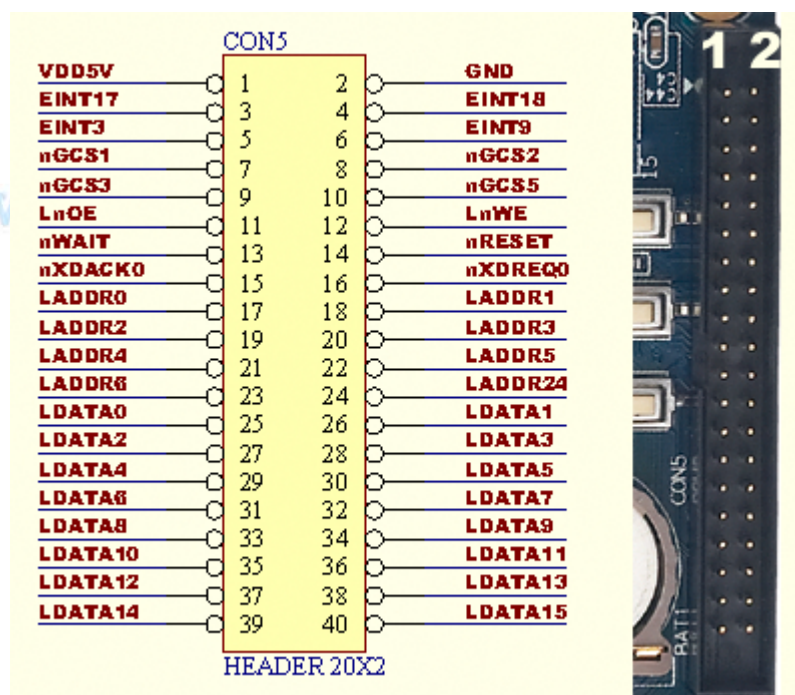 CON5
VDD5V 1 2 GND
EINT17 3 4 EINT18
EINT3 5 6 EINT9
nGCS1 7 8 nGCS2
nGCS3 9 10 nGCS5
LnOE 11 12 LnWE
nWAIT 13 14 nRESET
nXDACK0 15 16 nXDREQ0
LADDR0 17 18 LADDR1
LADDR2 19 20 LADDR3
LADDR4 21 22 LADDR5
LADDR6 23 24 LADDR24
LDATA0 25 26 LDATA1
LDATA2 27 28 LDATA3
LDATA4 29 30 LDATA5
LDATA6 31 32 LDATA7
LDATA8 33 34 LDATA9
LDATA10 35 36 LDATA11
LDATA12 37 38 LDATA13
LDATA14 39 40 LDATA15
HEADER 20X2
1 2
CON5
BAT1